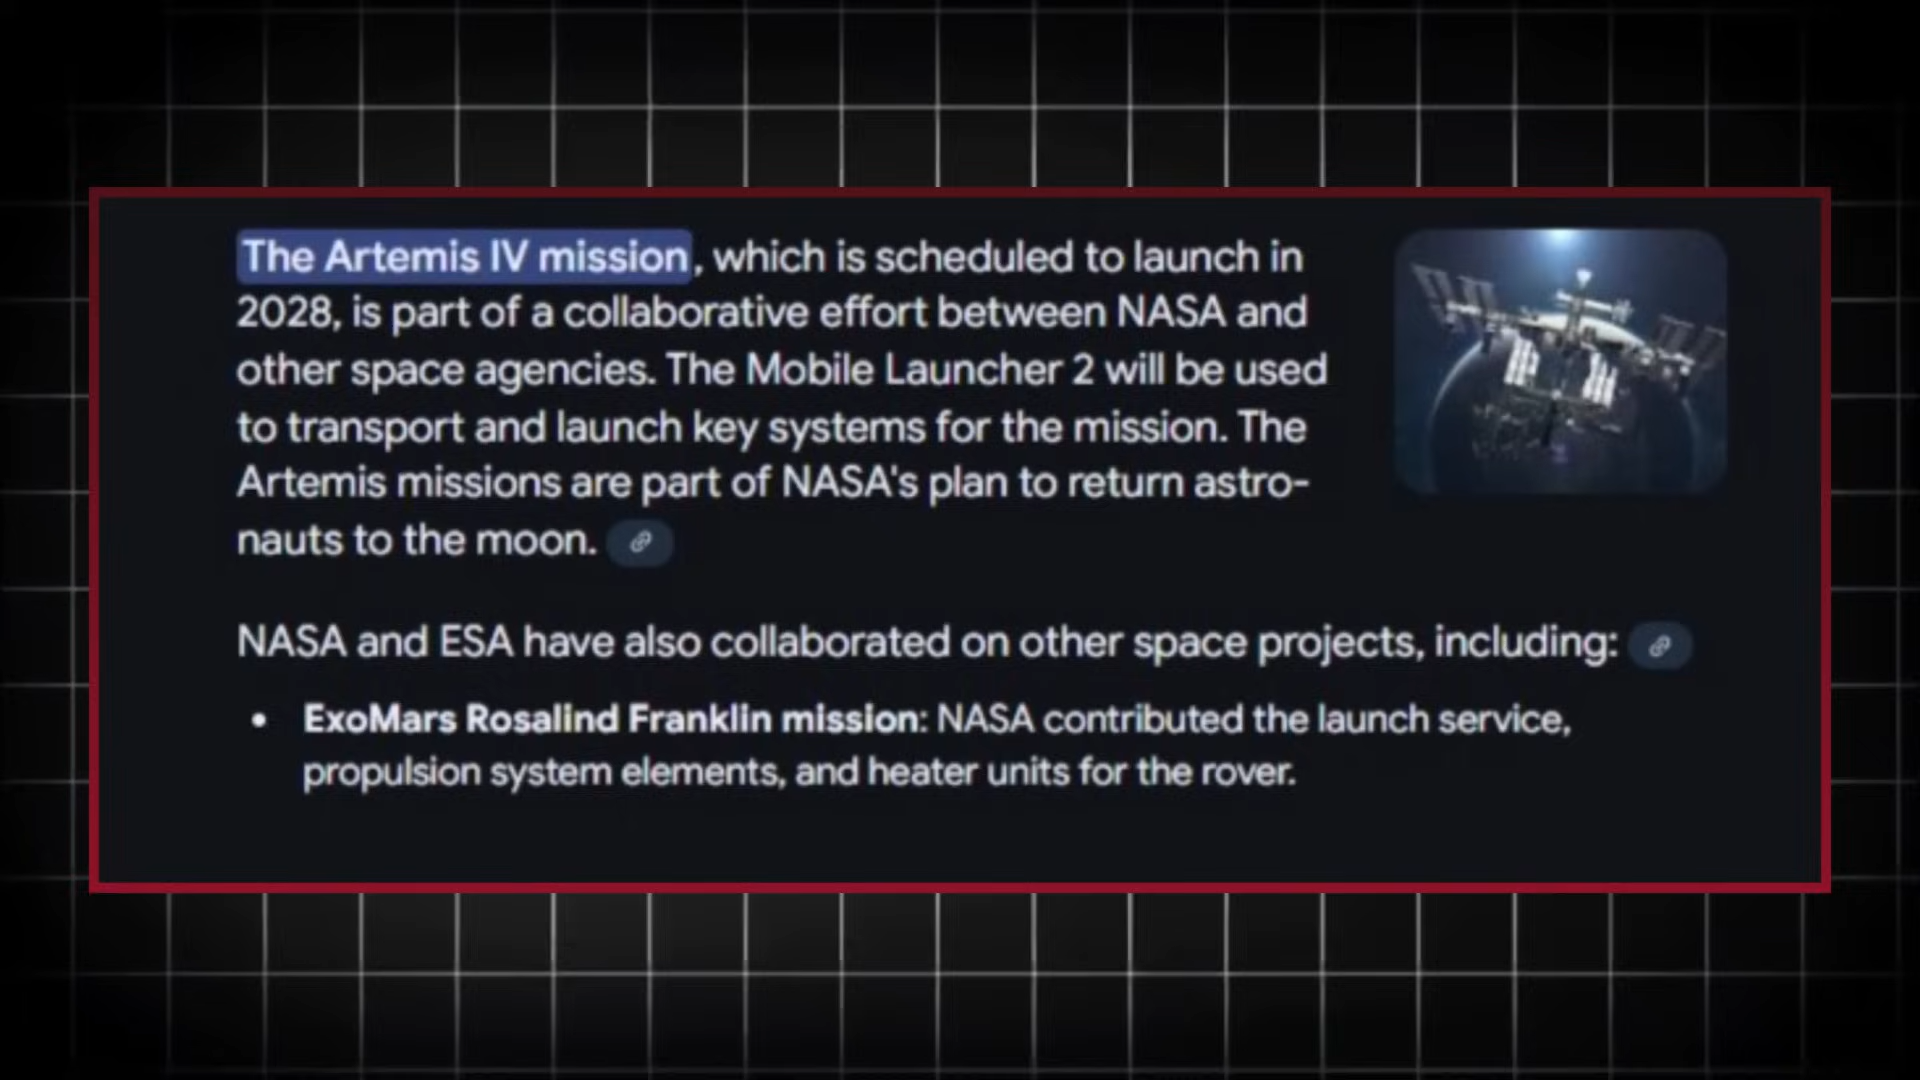 The Artemis IV mission, which is scheduled to launch in
2028, is part of a collaborative effort between NASA and
other space agencies. The Mobile Launcher 2 will be used
to transport and launch key systems for the mission. The
Artemis missions are part of NASA's plan to return astro-
nauts to the moon.
NASA and ESA have also collaborated on other space projects, including:
• ExoMars Rosalind Franklin mission: NASA contributed the launch service,
propulsion system elements, and heater units for the rover.